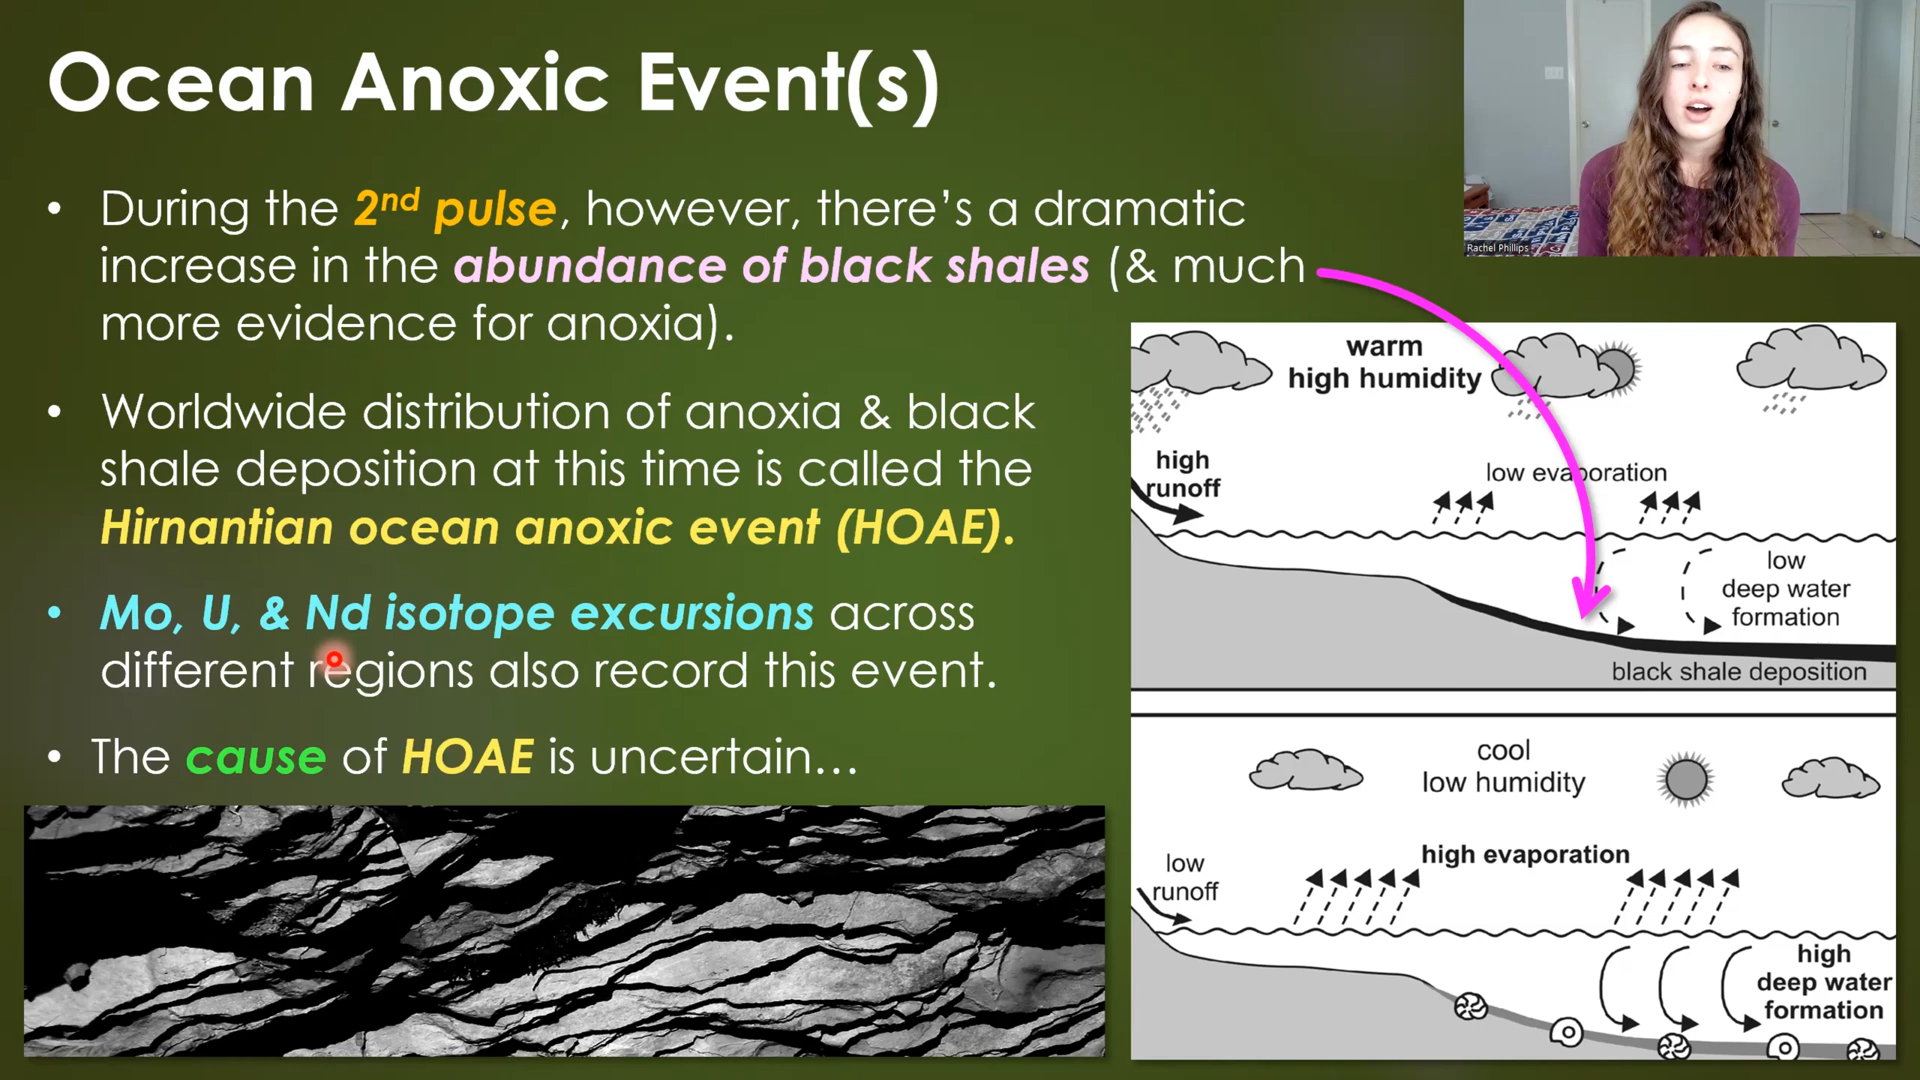 Ocean Anoxic Event(s)
• During the 2nd pulse, however, there's a dramatic
increase in the abundance of black shales (& much
more evidence for anoxia).
• Worldwide distribution of anoxia & black
shale deposition at this time is called the
Hirnantian ocean anoxic event (HOAE).
• Mo, U, & Nd isotope excursions across
different regions also record this event.
• The cause of HOAE is uncertain...
Rachel Phillips
warm
high humidity
high
runoff
low evaporation
low
deep water
formation
black shale deposition
cool
low humidity
low
runoff
high evaporation
high
deep water
formation